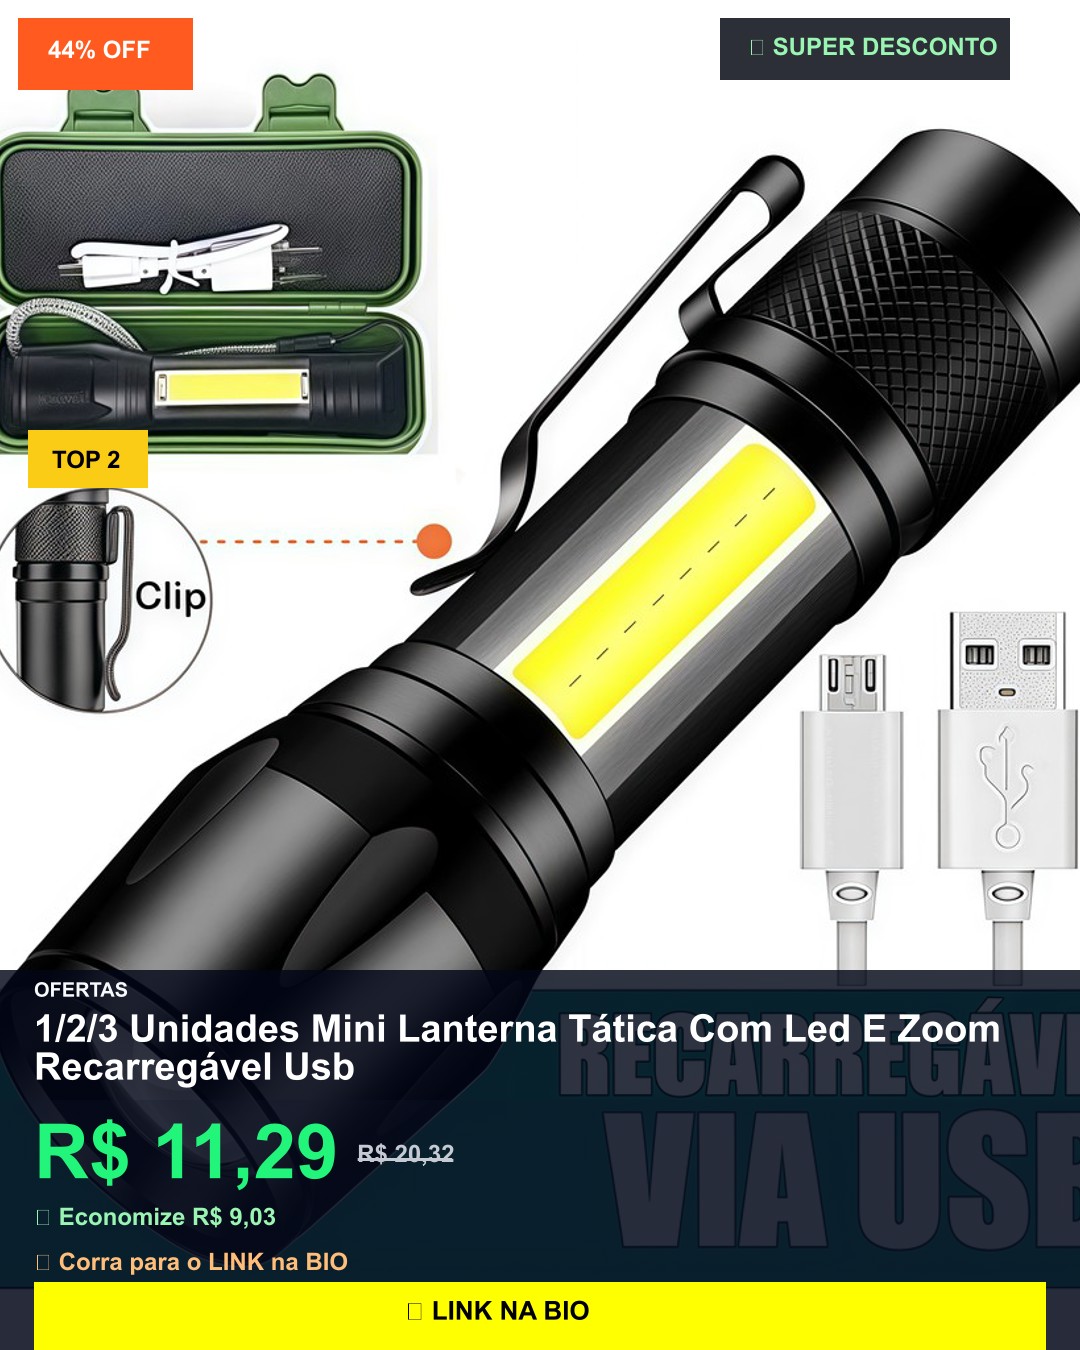 44% OFF
SUPER DESCONTO
TOP 2
Clip
OFERTAS
1/2/3 Unidades Mini Lanterna Tática Com Led E Zoom
Recarregável Usb
RECARREGÁV
VIA USB
R$ 11,29 R$ 20,32
Economize R$ 9,03
Corra para o LINK na BIO
LINK NA BIO